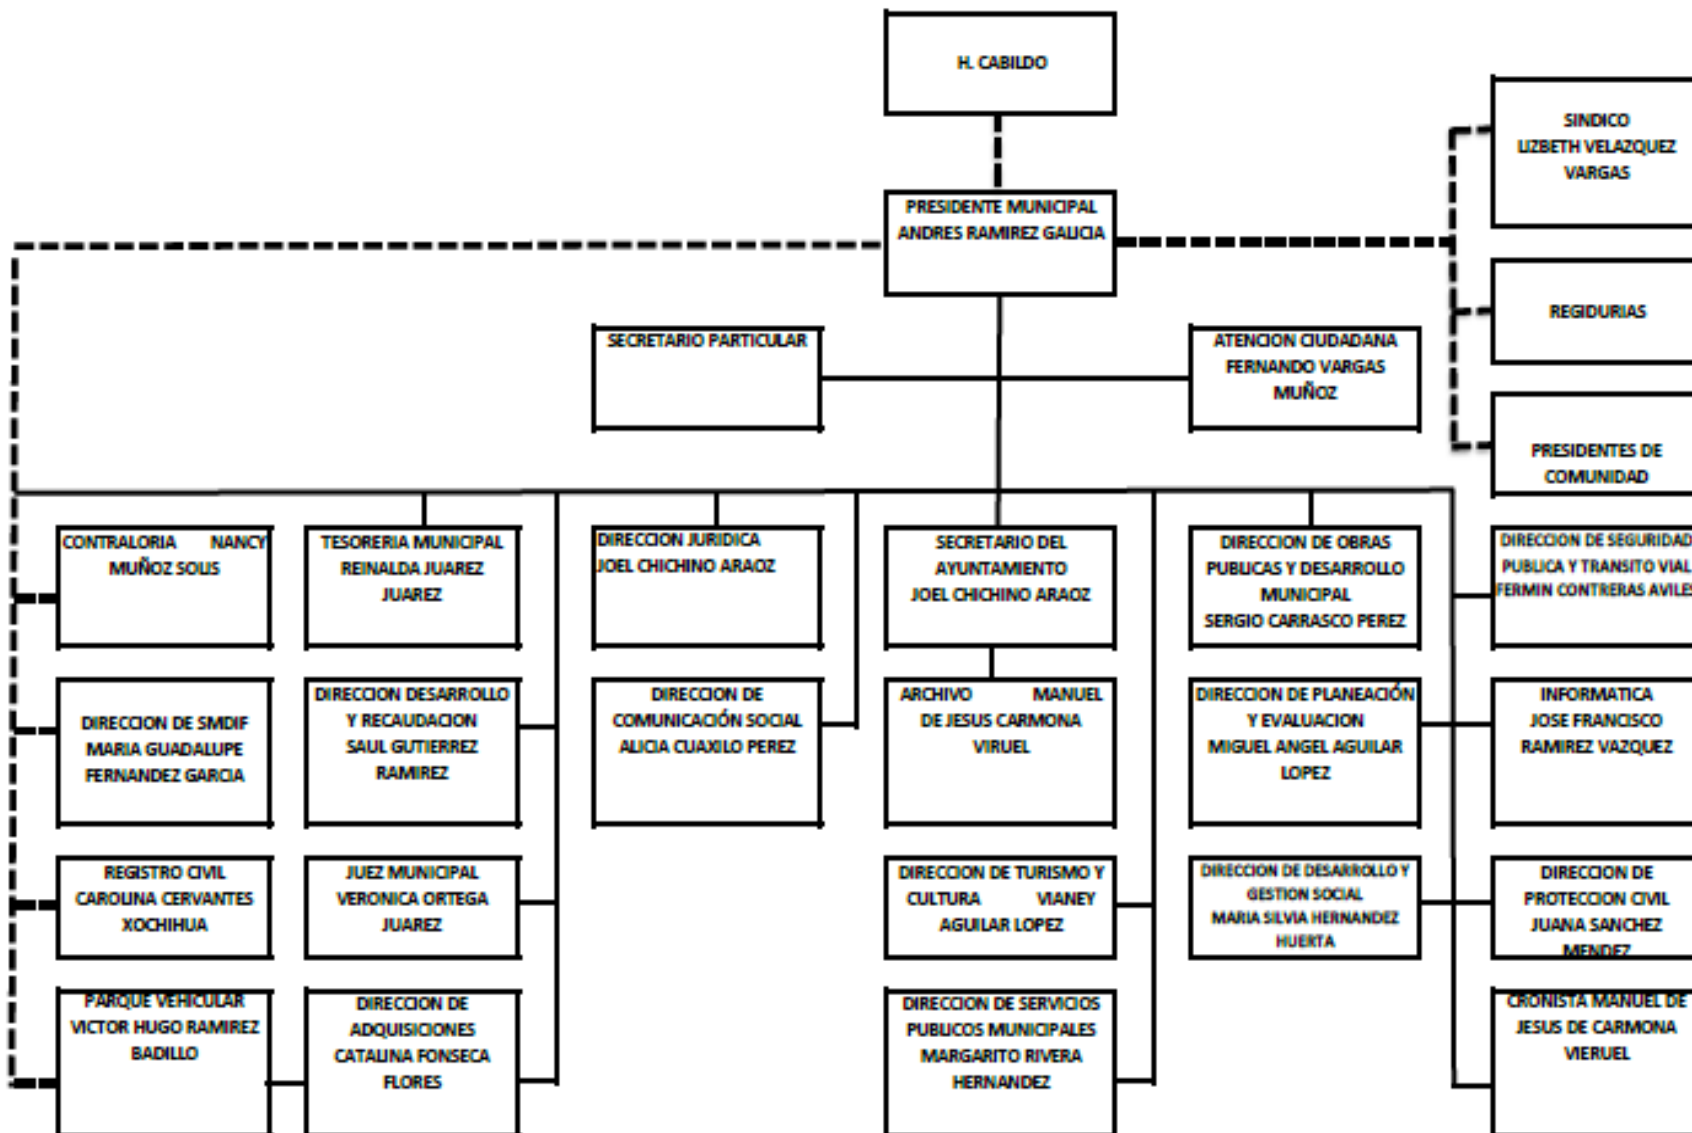 H. CABILDO
SINDICO
LIZBETH VELAZQUEZ
VARGAS
PRESIDENTE MUNICIPAL
ANDRES RAMIREZ GALICIA
REGIDURIAS
SECRETARIO PARTICULAR
ATENCION CIUDADANA
FERNANDO VARGAS
MUÑOZ
PRESIDENTES DE
COMUNIDAD
CONTRALORIA NANCY
MUÑOZ SOLIS
TESORERIA MUNICIPAL
REINALDA JUAREZ
JUAREZ
DIRECCION JURIDICA
JOEL CHICHINO ARAOZ
SECRETARIO DEL
AYUNTAMIENTO
JOEL CHICHINO ARAOZ
DIRECCION DE OBRAS
PUBLICAS Y DESARROLLO
MUNICIPAL
SERGIO CARRASCO PEREZ
DIRECCION DE SEGURIDAD
PUBLICA Y TRANSITO VIAL
FERMIN CONTRERAS AVILES
DIRECCION DE SMDIF
MARIA GUADALUPE
FERNANDEZ GARCIA
DIRECCION DESARROLLO
Y RECAUDACION
SAUL GUTIERREZ
RAMIREZ
DIRECCION DE
COMUNICACIÓN SOCIAL
ALICIA CUAXILO PEREZ
ARCHIVO MANUEL
DE JESUS CARMONA
VIRUEL
DIRECCION DE PLANEACIÓN
Y EVALUACION
MIGUEL ANGEL AGUILAR
LOPEZ
INFORMATICA
JOSE FRANCISCO
RAMIREZ VAZQUEZ
REGISTRO CIVIL
CAROLINA CERVANTES
XOCHIHUA
JUEZ MUNICIPAL
VERONICA ORTEGA
JUAREZ
DIRECCION DE TURISMO Y
CULTURA VIANEY
AGUILAR LOPEZ
DIRECCION DE DESARROLLO Y
GESTION SOCIAL
MARIA SILVIA HERNANDEZ
HUERTA
DIRECCION DE
PROTECCION CIVIL
JUANA SANCHEZ
MENDEZ
PARQUE VEHICULAR
VICTOR HUGO RAMIREZ
BADILLO
DIRECCION DE
ADQUISICIONES
CATALINA FONSECA
FLORES
DIRECCION DE SERVICIOS
PUBLICOS MUNICIPALES
MARGARITO RIVERA
HERNANDEZ
CRONISTA MANUEL DE
JESUS DE CARMONA
VIERUEL